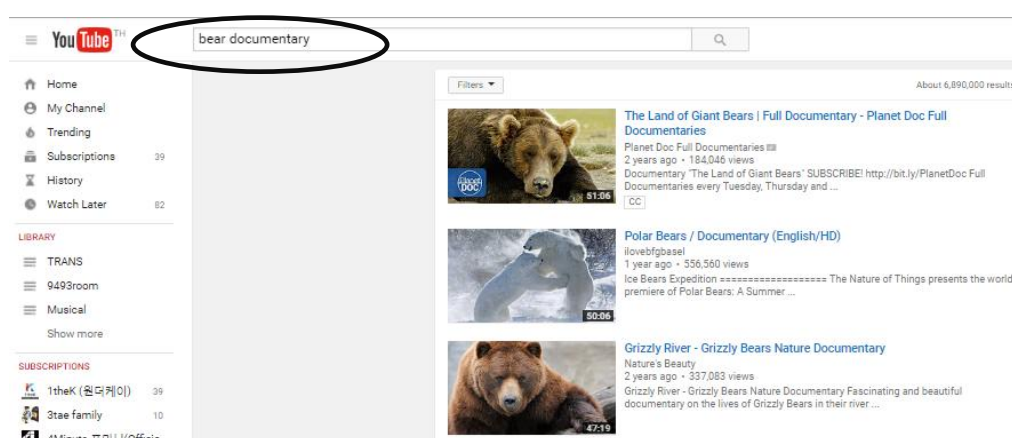 YouTube TH
bear documentary
Home
My Channel
Trending
Subscriptions 39
History
Watch Later 82
LIBRARY
TRANS
9493room
Musical
Show more
SUBSCRIPTIONS
1theK (원더케이) 39
3tae family 10
Filters
About 6,890,000 results
Planet DOC
51:06
The Land of Giant Bears | Full Documentary - Planet Doc Full
Documentaries
Planet Doc Full Documentaries
2 years ago • 184,046 views
Documentary "The Land of Giant Bears" SUBSCRIBE! http://bit.ly/PlanetDoc Full
Documentaries every Tuesday, Thursday and ...
CC
50:06
Polar Bears / Documentary (English/HD)
ilovebfgbasel
1 year ago • 556,560 views
Ice Bears Expedition =================== The Nature of Things presents the world
premiere of Polar Bears: A Summer ...
47:19
Grizzly River - Grizzly Bears Nature Documentary
Nature's Beauty
2 years ago • 337,083 views
Grizzly River - Grizzly Bears Nature Documentary Fascinating and beautiful
documentary on the lives of Grizzly Bears in their river ...